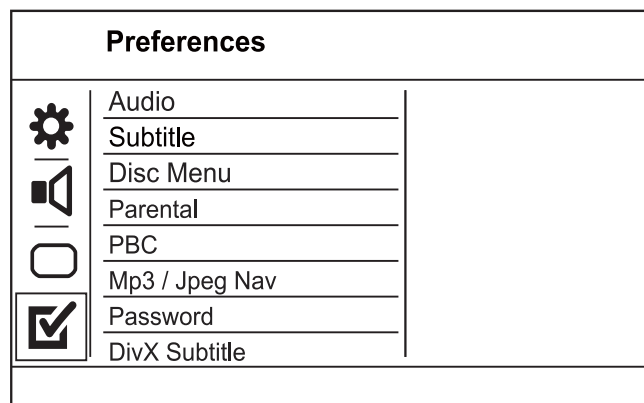 Preferences
Audio
Subtitle
Disc Menu
Parental
PBC
Mp3 / Jpeg Nav
Password
DivX Subtitle